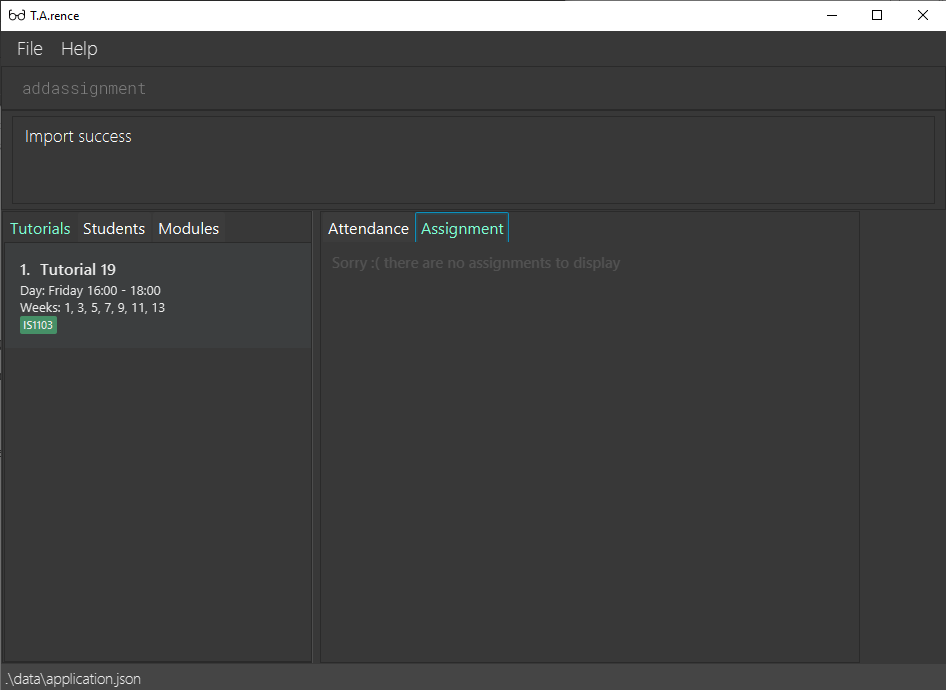 T.A.rence
File Help
addassignment
Import success
Tutorials Students Modules
Attendance Assignment
1. Tutorial 19
Day: Friday 16:00 - 18:00
Weeks: 1, 3, 5, 7, 9, 11, 13
IS1103
Sorry :( there are no assignments to display
.\data\application.json